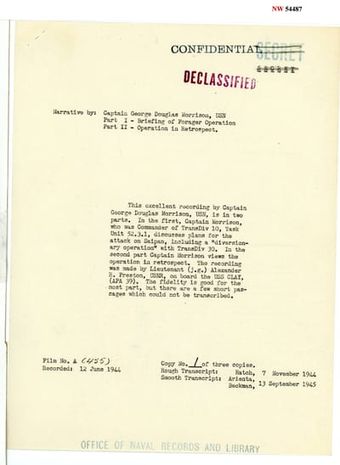 NW 54487
CONFIDENTIAL SECRET
DECLASSIFIED
Narrative by: Captain George Douglas Morrison, USN
Part I - Briefing of Forager Operation
Part II - Operation in Retrospect.
This excellent recording by Captain
George Douglas Morrison, USN, is in two
parts. In the first, Captain Morrison,
who was Commander of TransDiv 10, Task
Unit 52.3.1, discusses plans for the
attack on Saipan, including a "diversion-
ary operation" with TransDiv 30. In the
second part Captain Morrison views the
operation in retrospect. The recording
was made by Lieutenant (j.g.) Alexander
H. Preston, USNR, on board the USS CLAY,
(APA 39). The fidelity is good for the
most part, but there are a few short pas-
sages which could not be transcribed.
Film No. A (455)
Recorded: 12 June 1944
Copy No. 1 of three copies.
Rough Transcript: Hatch, 7 November 1944
Smooth Transcript: Arienta,
Beckman, 13 September 1945
OFFICE OF NAVAL RECORDS AND LIBRARY